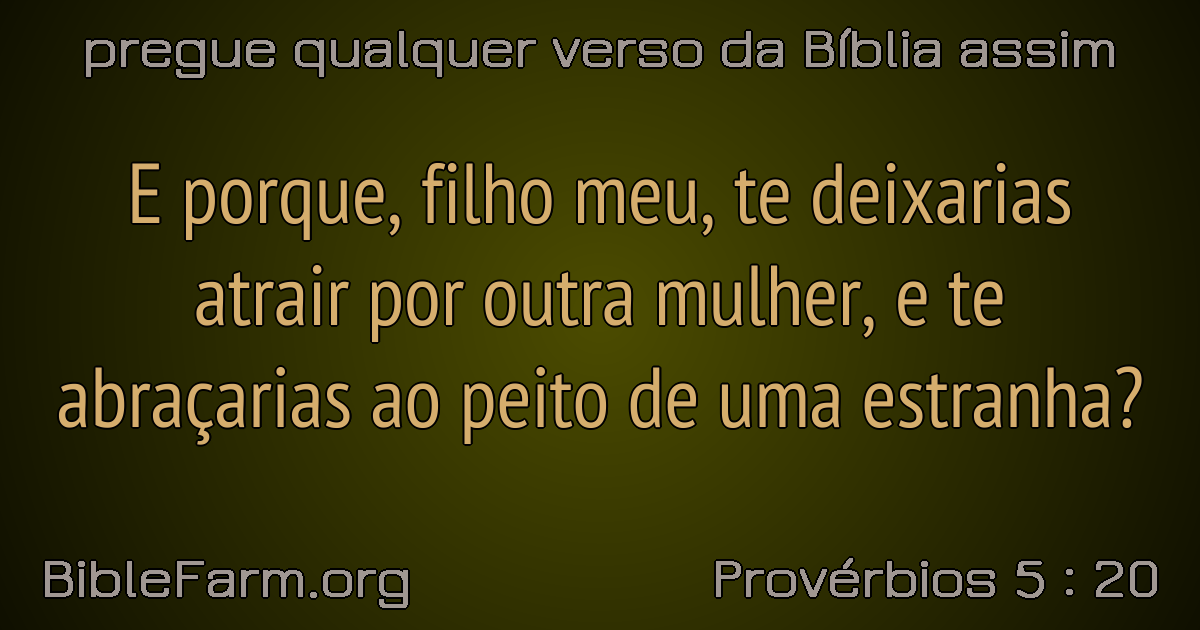 pregue qualquer verso da Bíblia assim
E porque, filho meu, te deixarias
atrair por outra mulher, e te
abraçarias ao peito de uma estranha?
BibleFarm.org
Provérbios 5 : 20